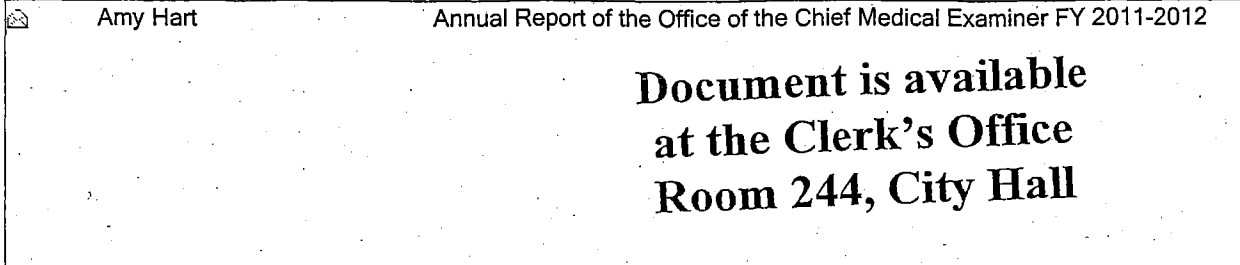 Amy Hart Annual Report of the Office of the Chief Medical Examiner FY 2011-2012
Document is available
at the Clerk's Office
Room 244, City Hall